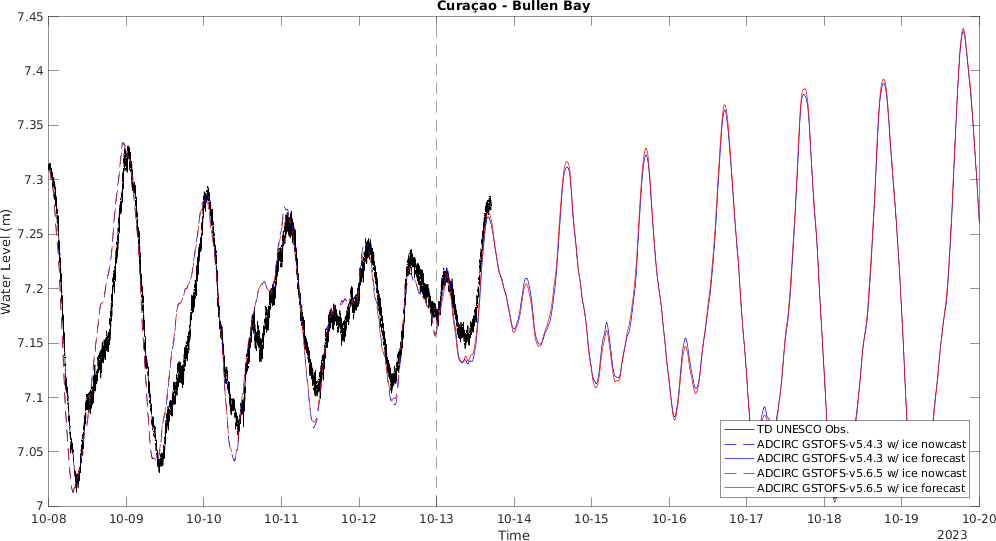 Curaçao - Bullen Bay
7.45
7.4
7.35
7.3
7.25
7.2
7.15
7.1
7.05
7
Water Level (m)
TD UNESCO Obs.
ADCIRC GSTOFS-v5.4.3 w/ ice nowcast
ADCIRC GSTOFS-v5.4.3 w/ ice forecast
ADCIRC GSTOFS-v5.6.5 w/ ice nowcast
ADCIRC GSTOFS-v5.6.5 w/ ice forecast
10-08 10-09 10-10 10-11 10-12 10-13 10-14 10-15 10-16 10-17 10-18 10-19 10-20
Time
2023